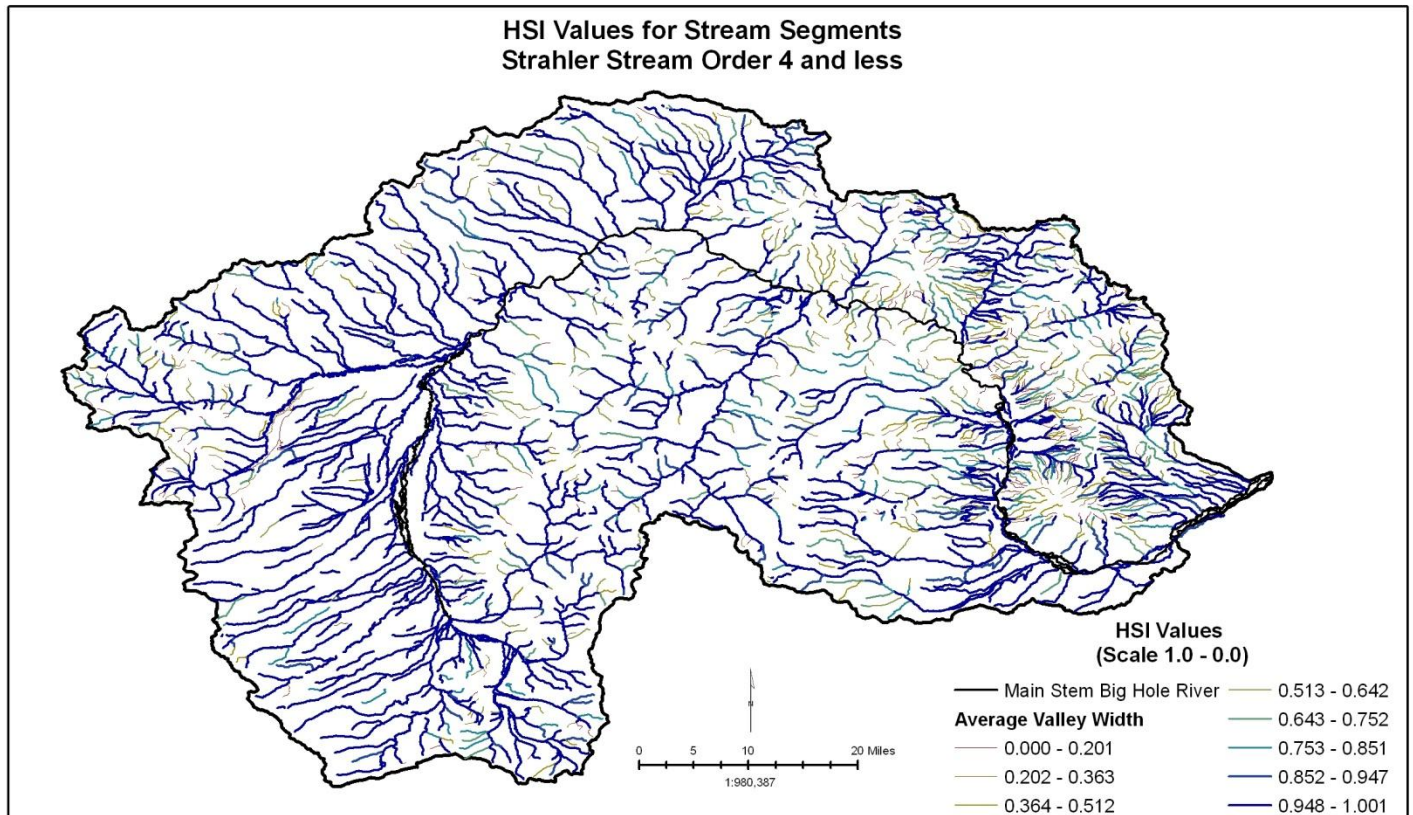 HSI Values for Stream Segments
Strahler Stream Order 4 and less
HSI Values
(Scale 1.0 - 0.0)
Main Stem Big Hole River
Average Valley Width
0.000 - 0.201
0.202 - 0.363
0.364 - 0.512
0.513 - 0.642
0.643 - 0.752
0.753 - 0.851
0.852 - 0.947
0.948 - 1.001
N
0 5 10 20 Miles
1:980,387